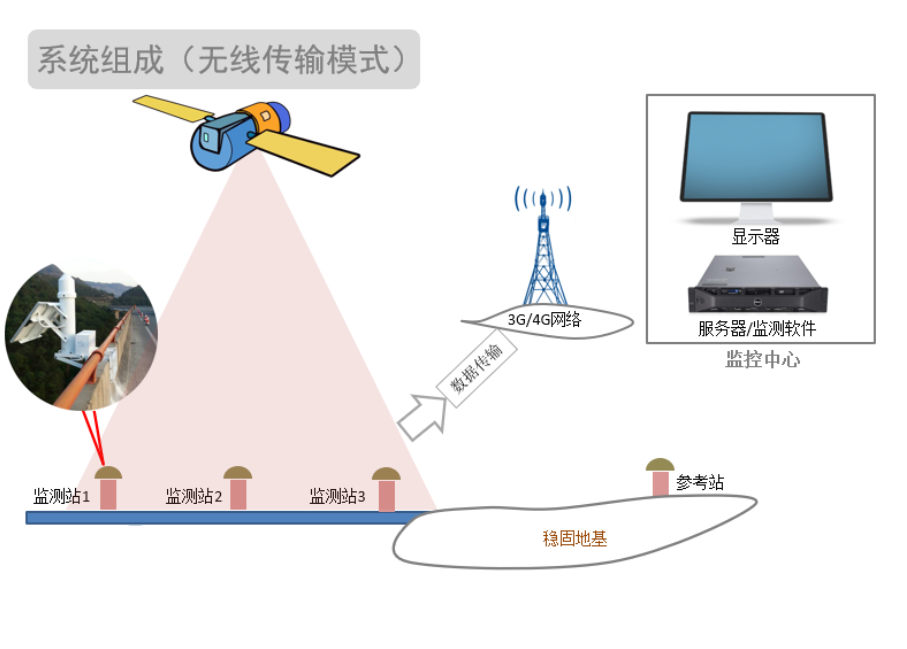 系统组成（无线传输模式）
显示器
服务器/监测软件
监控中心
3G/4G网络
数据传输
监测站1
监测站2
监测站3
参考站
稳固地基